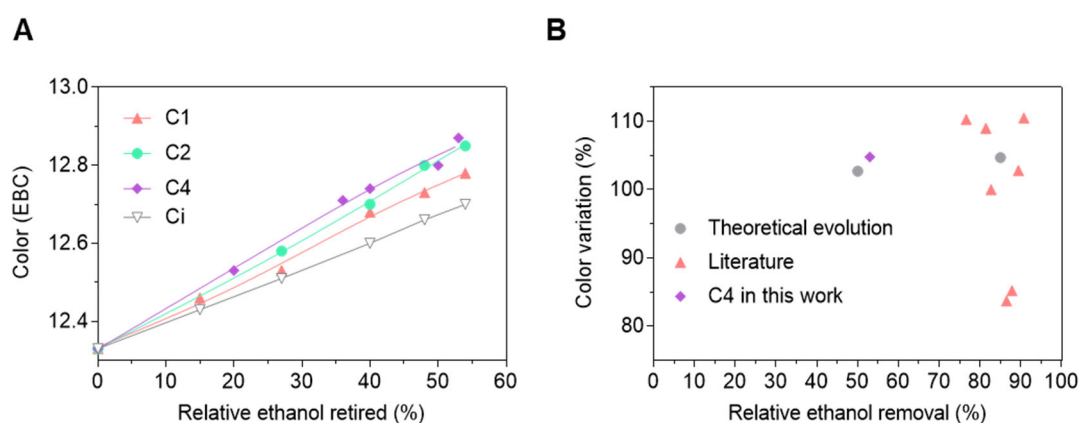 A
Color (EBC)
13.0
12.8
12.6
12.4
C1
C2
C4
Ci
0 10 20 30 40 50 60
Relative ethanol retired (%)
B
Color variation (%)
110
100
90
80
Theoretical evolution
Literature
C4 in this work
0 10 20 30 40 50 60 70 80 90 100
Relative ethanol removal (%)